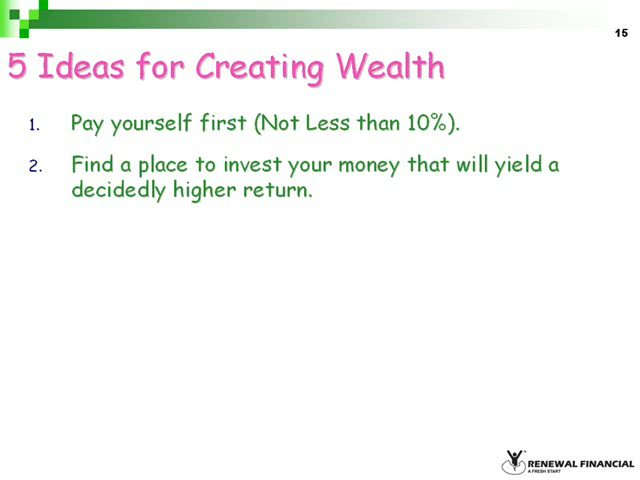 15
5 Ideas for Creating Wealth
1. Pay yourself first (Not Less than 10%).
2. Find a place to invest your money that will yield a
decidedly higher return.
RENEWAL FINANCIAL
A FRESH START